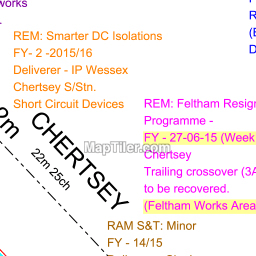 works
REM: Smarter DC Isolations
FY- 2 -2015/16
Deliverer - IP Wessex
Chertsey S/Stn.
Short Circuit Devices
REM: Feltham Resign
Programme -
FY - 27-06-15 (Week
Chertsey
Trailing crossover (3A
to be recovered.
(Feltham Works Area
CHERTSEY
22m 25ch
MapTiler.com
RAM S&T: Minor
FY - 14/15